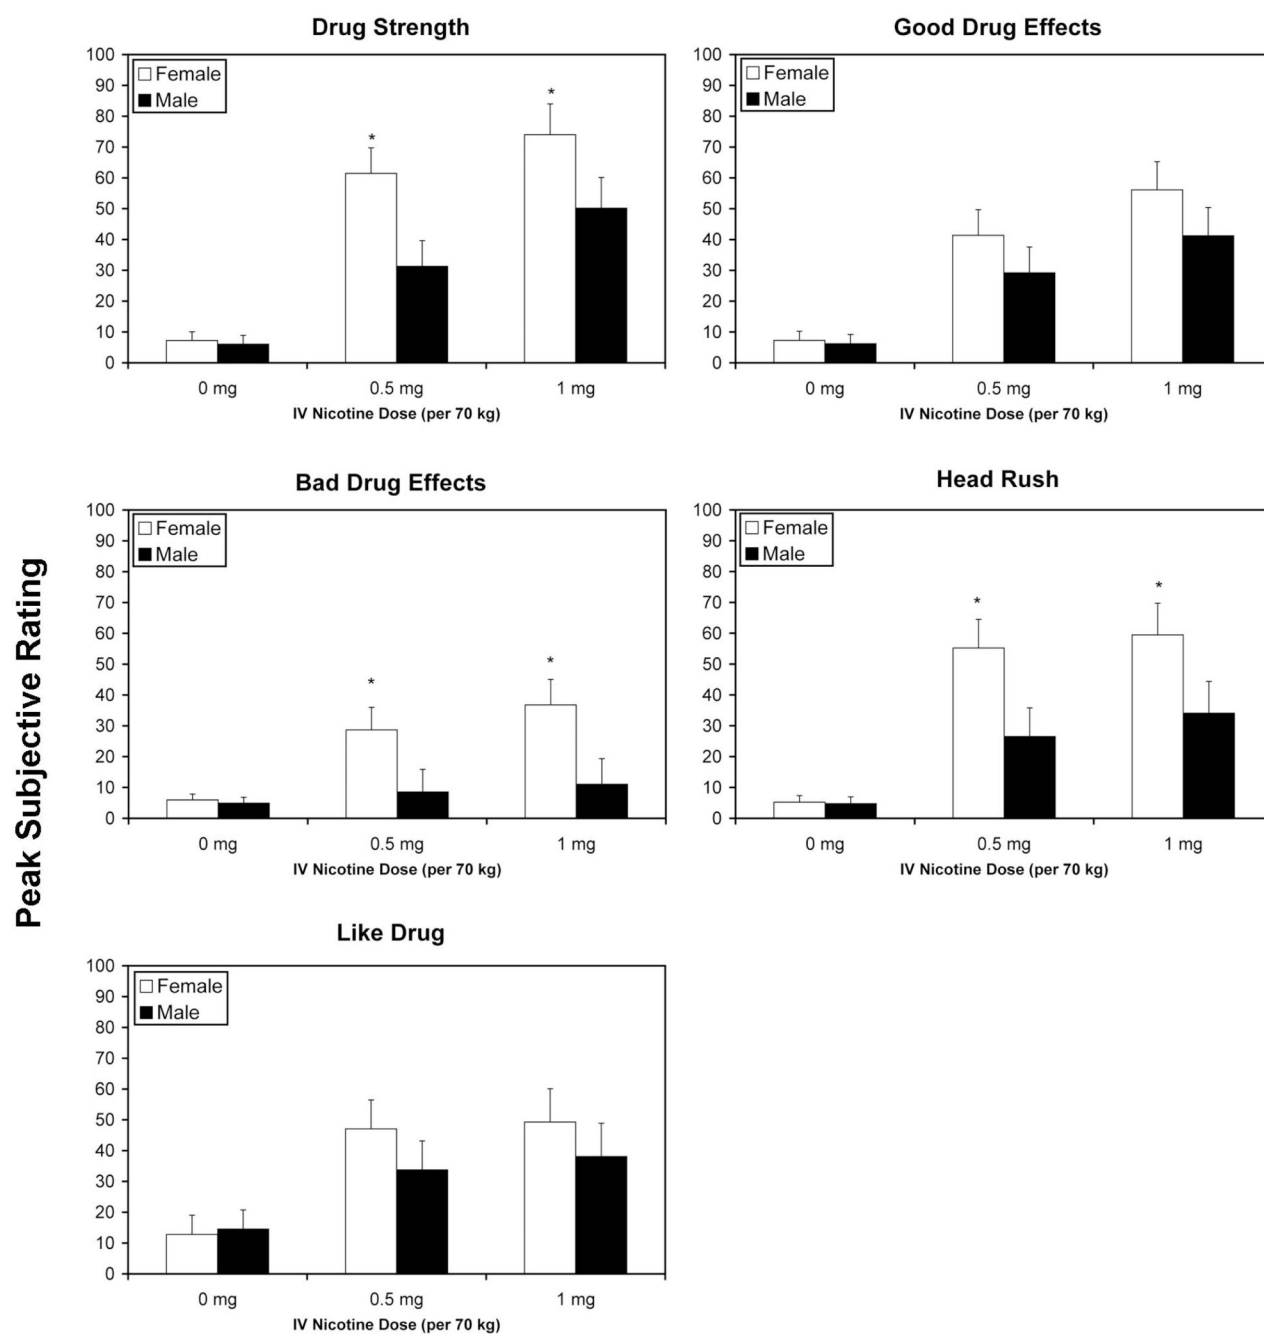 Drug Strength
100
90
80
70
60
50
40
30
20
10
0
Female
Male
*
*
0 mg
0.5 mg
1 mg
IV Nicotine Dose (per 70 kg)
Good Drug Effects
100
90
80
70
60
50
40
30
20
10
0
Female
Male
0 mg
0.5 mg
1 mg
IV Nicotine Dose (per 70 kg)
Peak Subjective Rating
Bad Drug Effects
100
90
80
70
60
50
40
30
20
10
0
Female
Male
*
*
0 mg
0.5 mg
1 mg
IV Nicotine Dose (per 70 kg)
Head Rush
100
90
80
70
60
50
40
30
20
10
0
Female
Male
*
*
0 mg
0.5 mg
1 mg
IV Nicotine Dose (per 70 kg)
Like Drug
100
90
80
70
60
50
40
30
20
10
0
Female
Male
0 mg
0.5 mg
1 mg
IV Nicotine Dose (per 70 kg)